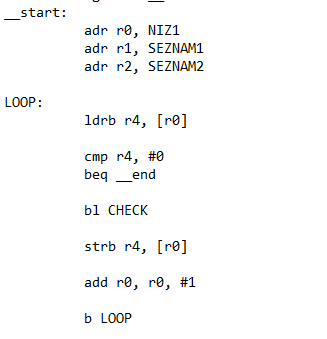 __start:
adr r0, NIZ1
adr r1, SEZNAM1
adr r2, SEZNAM2
LOOP:
ldrb r4, [r0]
cmp r4, #0
beq __end
bl CHECK
strb r4, [r0]
add r0, r0, #1
b LOOP